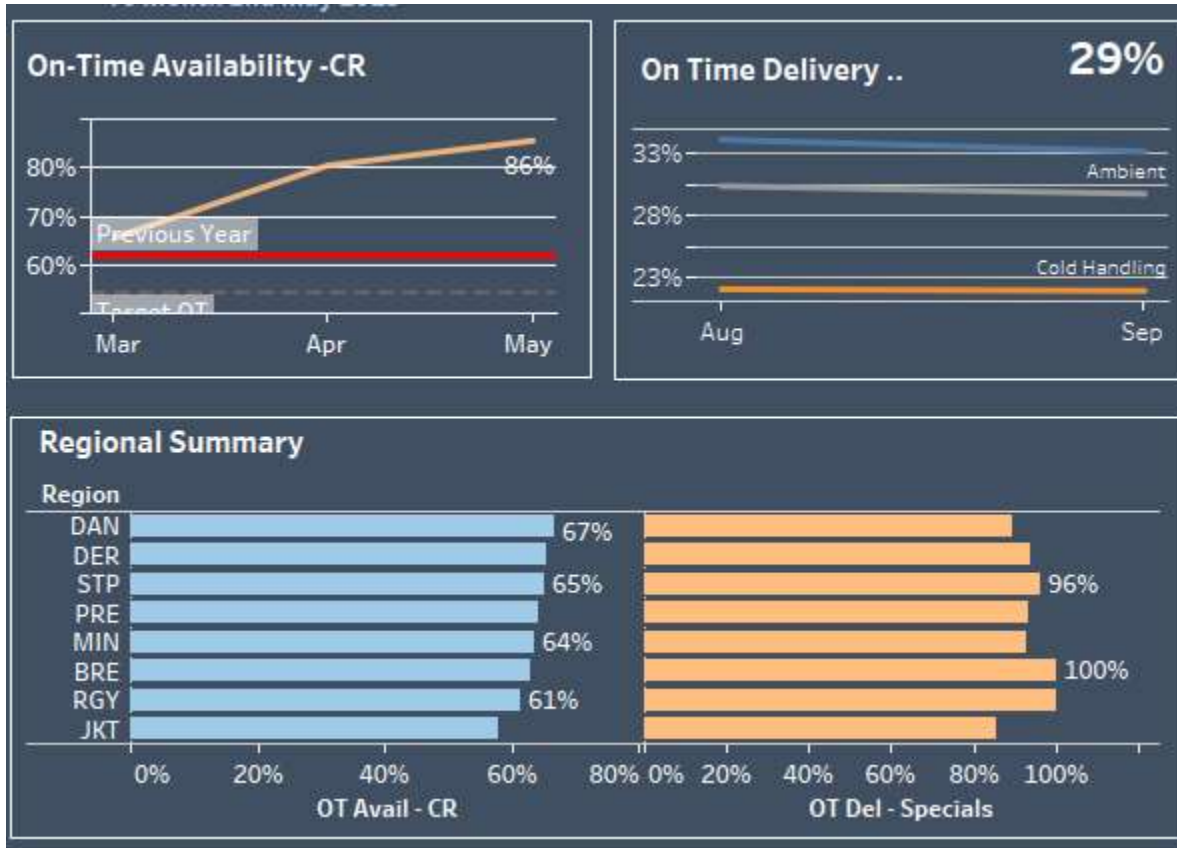 On-Time Availability -CR
80%
86%
70%
Previous Year
60%
Target OT
Mar Apr May
On Time Delivery .. 29%
33%
Ambient
28%
Cold Handling
23%
Aug Sep
Regional Summary
Region
DAN 67%
DER
STP 65% 96%
PRE
MIN 64%
BRE 100%
RGY 61%
JKT
0% 20% 40% 60% 80% 0% 20% 40% 60% 80% 100%
OT Avail - CR OT Del - Specials